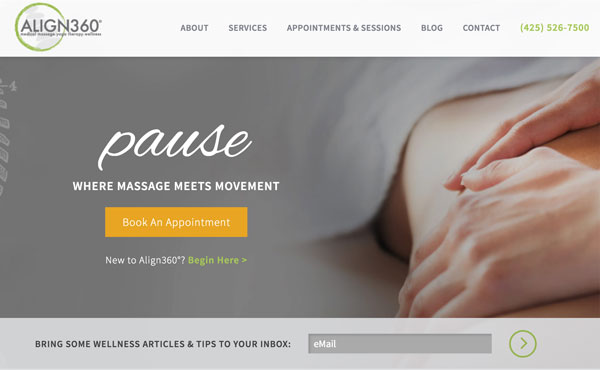 ALIGN360°
medical massage yoga therapy wellness
ABOUT SERVICES APPOINTMENTS & SESSIONS BLOG CONTACT (425) 526-7500
pause
WHERE MASSAGE MEETS MOVEMENT
Book An Appointment
New to Align360°? Begin Here >
BRING SOME WELLNESS ARTICLES & TIPS TO YOUR INBOX: eMail